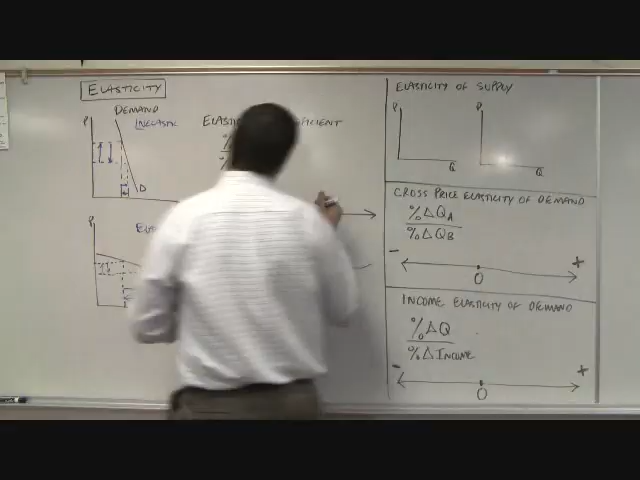 ELASTICITY
DEMAND
INELASTIC
P
D
P
%
%
ELASTICITY OF SUPPLY
P
Q
P
Q
CROSS PRICE ELASTICITY OF DEMAND
%ΔQA
%ΔQB
- 0 +
INCOME ELASTICITY OF DEMAND
%ΔQ
%Δ INCOME
- 0 +